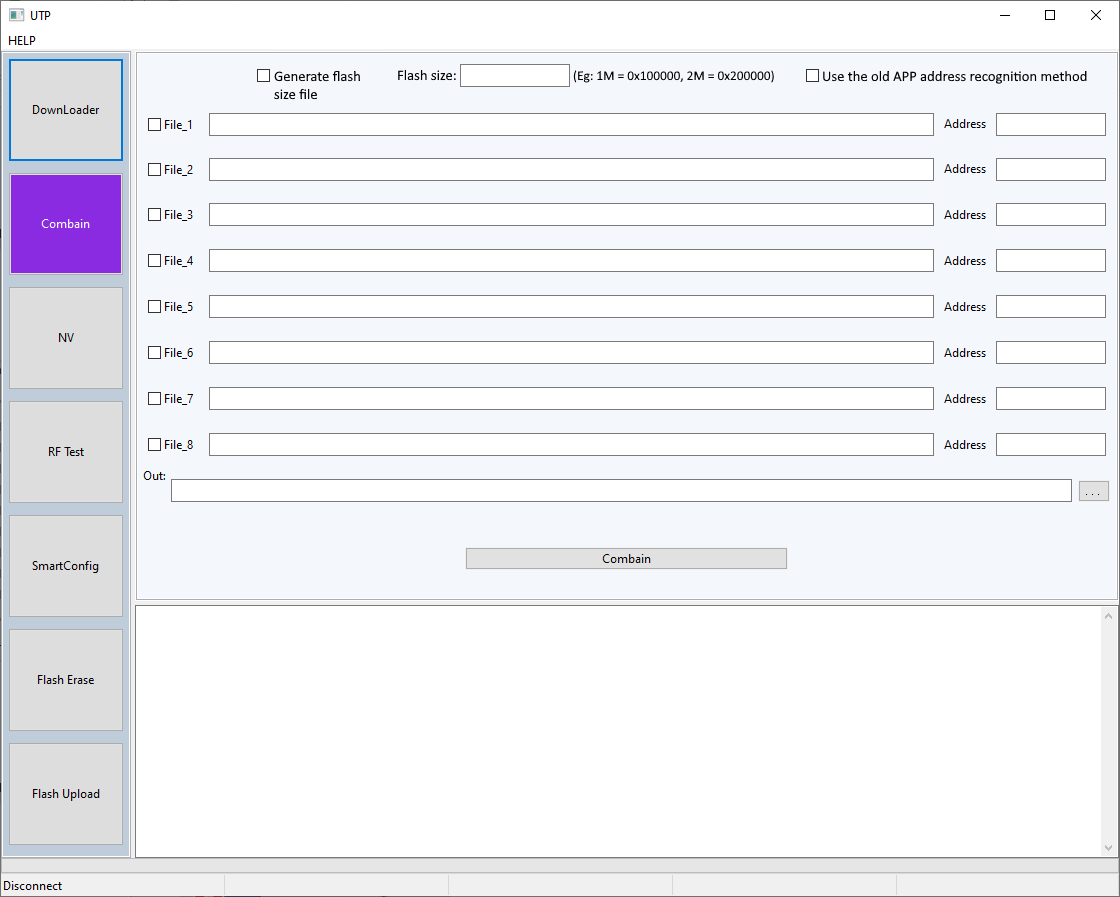 UTP
HELP
DownLoader
Combain
NV
RF Test
SmartConfig
Flash Erase
Flash Upload
Generate flash
size file
Flash size:
(Eg: 1M = 0x100000, 2M = 0x200000)
Use the old APP address recognition method
File_1 Address
File_2 Address
File_3 Address
File_4 Address
File_5 Address
File_6 Address
File_7 Address
File_8 Address
Out:
...
Combain
Disconnect